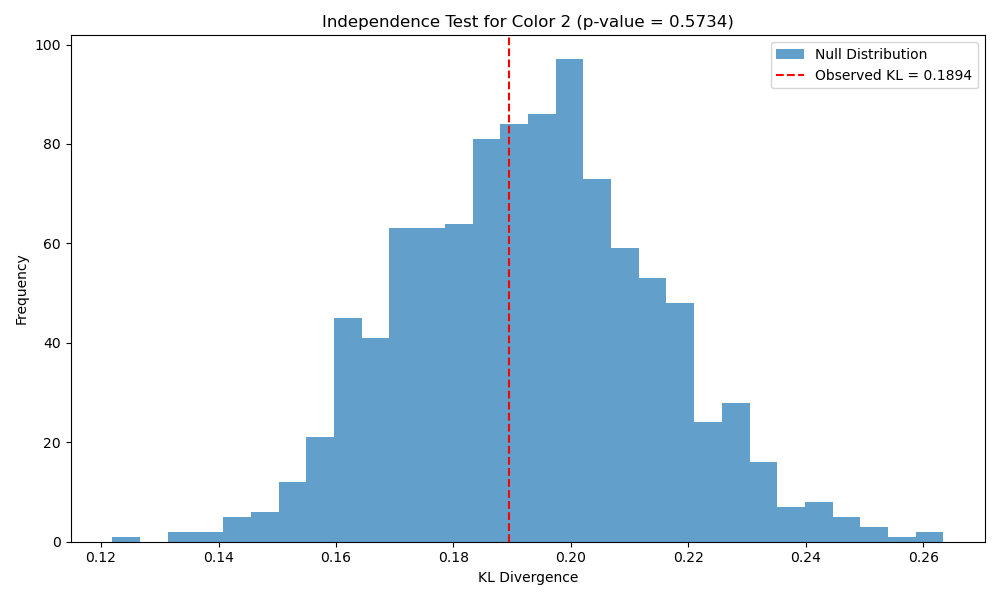 Independence Test for Color 2 (p-value = 0.5734)
Null Distribution
Observed KL = 0.1894
Frequency
100
80
60
40
20
0
0.12 0.14 0.16 0.18 0.20 0.22 0.24 0.26
KL Divergence